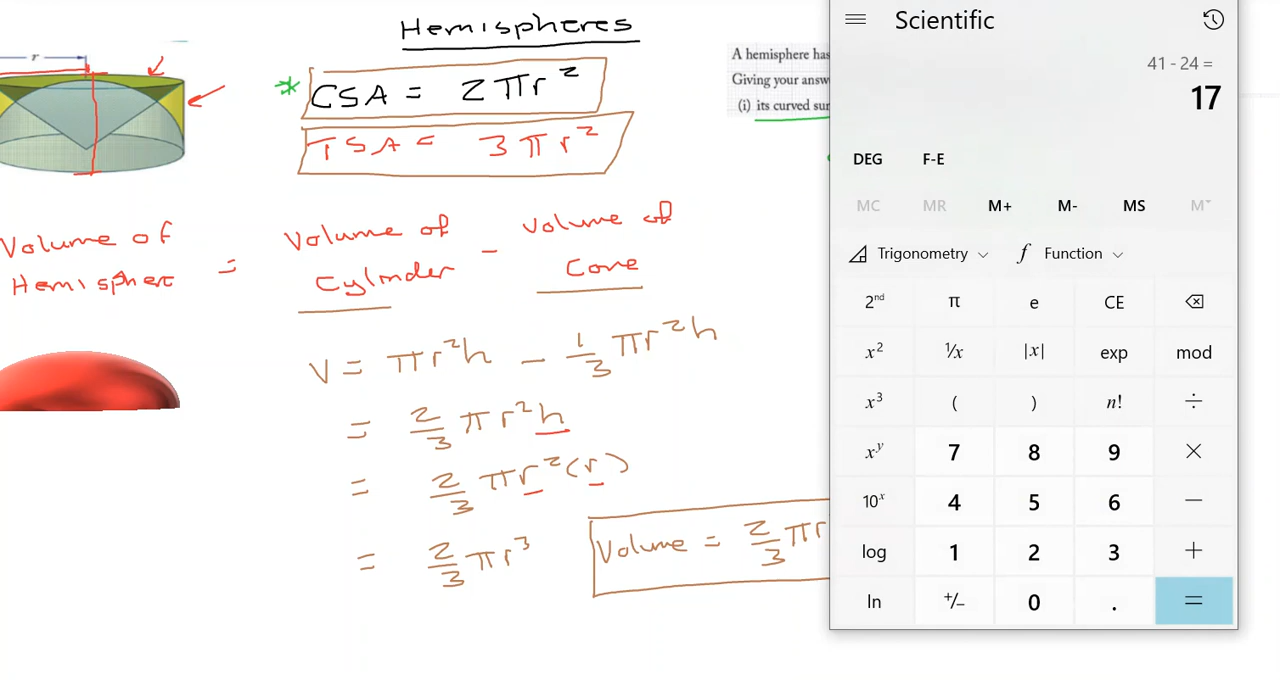 Hemispheres
r
* CSA = 2πr²
TSA = 3πr²
Volume of Hemisphere = Volume of Cylinder - Volume of Cone
V = πr²h - 1/3 πr²h
= 2/3 πr²h
= 2/3 πr²(r)
= 2/3 πr³
Volume = 2/3 πr
A hemisphere has
Giving your answ
(i) its curved sur
Scientific
41 - 24 =
17
DEG F-E
MC MR M+ M- MS M˅
Trigonometry f Function
2ⁿᵈ π e CE
x² ¹/x |x| exp mod
x³ ( ) n! ÷
xʸ 7 8 9 ×
10ˣ 4 5 6 −
log 1 2 3 +
ln +/− 0 . =